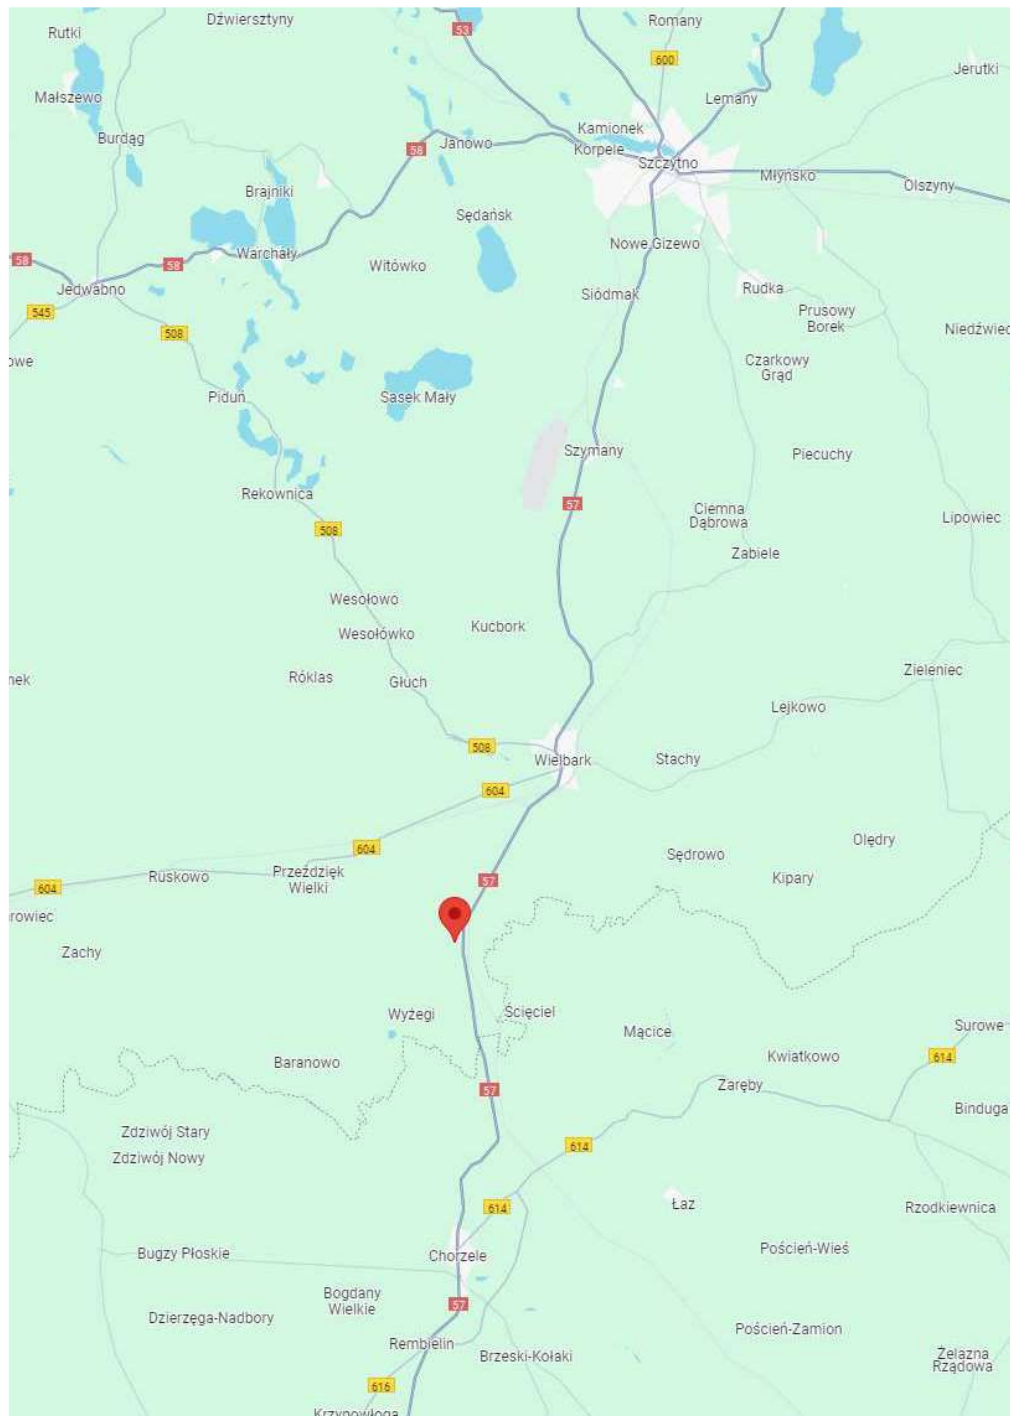 Dźwiersztyny
Romany
Rutki
53
600
Jerutki
Małszewo
Lemany
Kamionek
Burdąg
58
Janowo
Korpele
Szczytno
Młyńsko
Olszyny
Brajniki
Sędańsk
Nowe Gizewo
Warchały
58
58
Witówko
Jedwabno
Siódmak
Rudka
545
Prusowy
Borek
508
Niedźwiec
owe
Czarkowy
Grąd
Piduń
Sasek Mały
Szymany
Piecuchy
Rekownica
57
Ciemna
Dąbrowa
Lipowiec
508
Zabiele
Wesołowo
Kucbork
Wesołówko
nek
Róklas
Głuch
Zieleniec
Lejkowo
508
Wielbark
Stachy
604
604
Olędry
Sędrowo
Przeździęk
Wielki
Ruskowo
57
Kipary
604
rowiec
Zachy
Wyżegi
Ścięciel
Mącice
Surowe
Baranowo
Kwiatkowo
614
57
Zaręby
Binduga
Zdziwój Stary
614
Zdziwój Nowy
614
Łaz
Rzodkiewnica
Bugzy Płoskie
Chorzele
Poścień-Wieś
Bogdany
Wielkie
57
Dzierzęga-Nadbory
Poścień-Zamion
Rembielin
Brzeski-Kołaki
Żelazna
Rządowa
616
Krzynowłoga